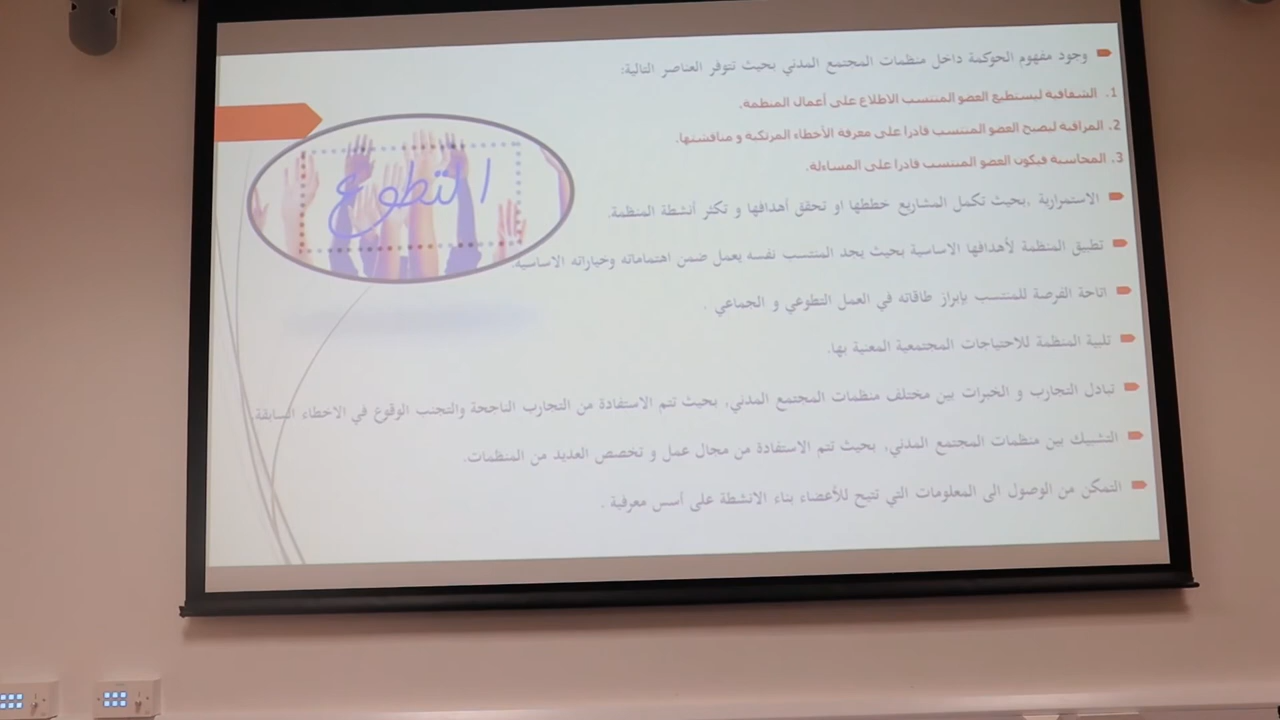 وجود مفهوم الحوكمة داخل منظمات المجتمع المدني بحيث تتوفر العناصر التالية:
1. الشفافية ليستطيع العضو المنتسب الاطلاع على أعمال المنظمة.
2. المراقبة ليصبح العضو المنتسب قادرا على معرفة الأخطاء المرتكبة و مناقشتها.
3. المحاسبة فيكون العضو المنتسب قادرا على المساءلة.
التطوع
الاستمرارية ,بحيث تكمل المشاريع خططها او تحقق أهدافها و تكثر أنشطة المنظمة.
تطبيق المنظمة لأهدافها الاساسية بحيث يجد المنتسب نفسه يعمل ضمن اهتماماته وخياراته الاساسية.
اتاحة الفرصة للمنتسب بإبراز طاقاته في العمل التطوعي و الجماعي .
تلبية المنظمة للاحتياجات المجتمعية المعنية بها.
تبادل التجارب و الخبرات بين مختلف منظمات المجتمع المدني, بحيث تتم الاستفادة من التجارب الناجحة والتجنب الوقوع في الاخطاء السابقة
التشبيك بين منظمات المجتمع المدني, بحيث تتم الاستفادة من مجال عمل و تخصص العديد من المنظمات.
التمكن من الوصول الى المعلومات التي تتيح للأعضاء بناء الانشطة على أسس معرفية .